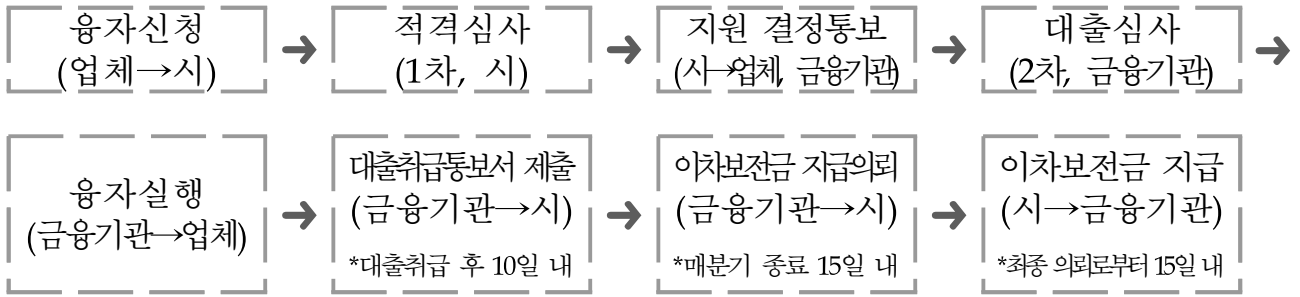 융자신청
(업체→시)
적격심사
(1차, 시)
지원 결정통보
(시→업체, 금융기관)
대출심사
(2차, 금융기관)
융자실행
(금융기관→업체)
대출취급통보서 제출
(금융기관→시)
*대출취급 후 10일 내
이차보전금 지급의뢰
(금융기관→시)
*매분기 종료 15일 내
이차보전금 지급
(시→금융기관)
*최종 의뢰로부터 15일 내